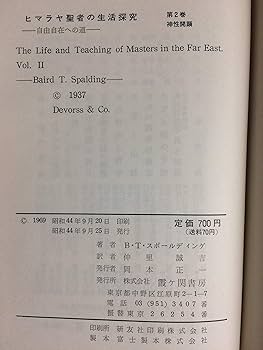 ヒマラヤ聖者の生活探究 第2巻
――自由自在への道―― 神性開顕
The Life and Teaching of Masters in the Far East.
Vol. II
――Baird T. Spalding――
© 1937
Devorss & Co.
© 1969 昭和44年9月20日 印刷 定価 700円
昭和44年9月25日 発行 (送料70円)
著者 B・T・スポールディング
訳者 仲里誠吉
発行者 岡本正一
発行所 株式会社 霞ケ関書房
東京都中野区江原町2-1-7
電話東京(951)3407・6546
振替東京 26254
印刷所 研友社印刷株式会社
製本 富士製本株式会社